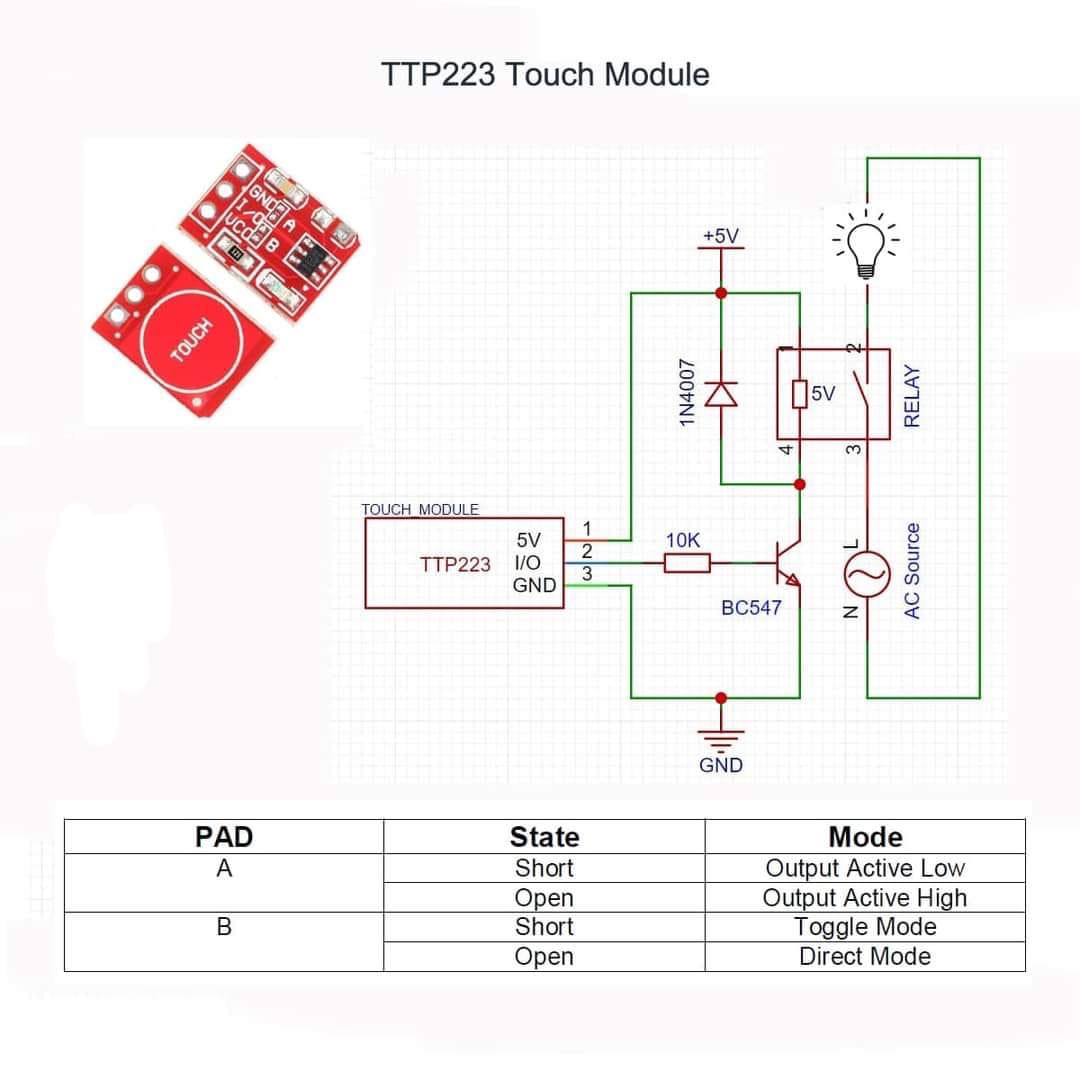 TTP223 Touch Module
GND
I/O
VCC
A
B
TOUCH
+5V
1N4007
1
2
5V
RELAY
4
3
TOUCH_MODULE
TTP223
5V
I/O
GND
1
2
3
10K
BC547
L
N
AC Source
GND
PAD State Mode
A Short Output Active Low
Open Output Active High
B Short Toggle Mode
Open Direct Mode